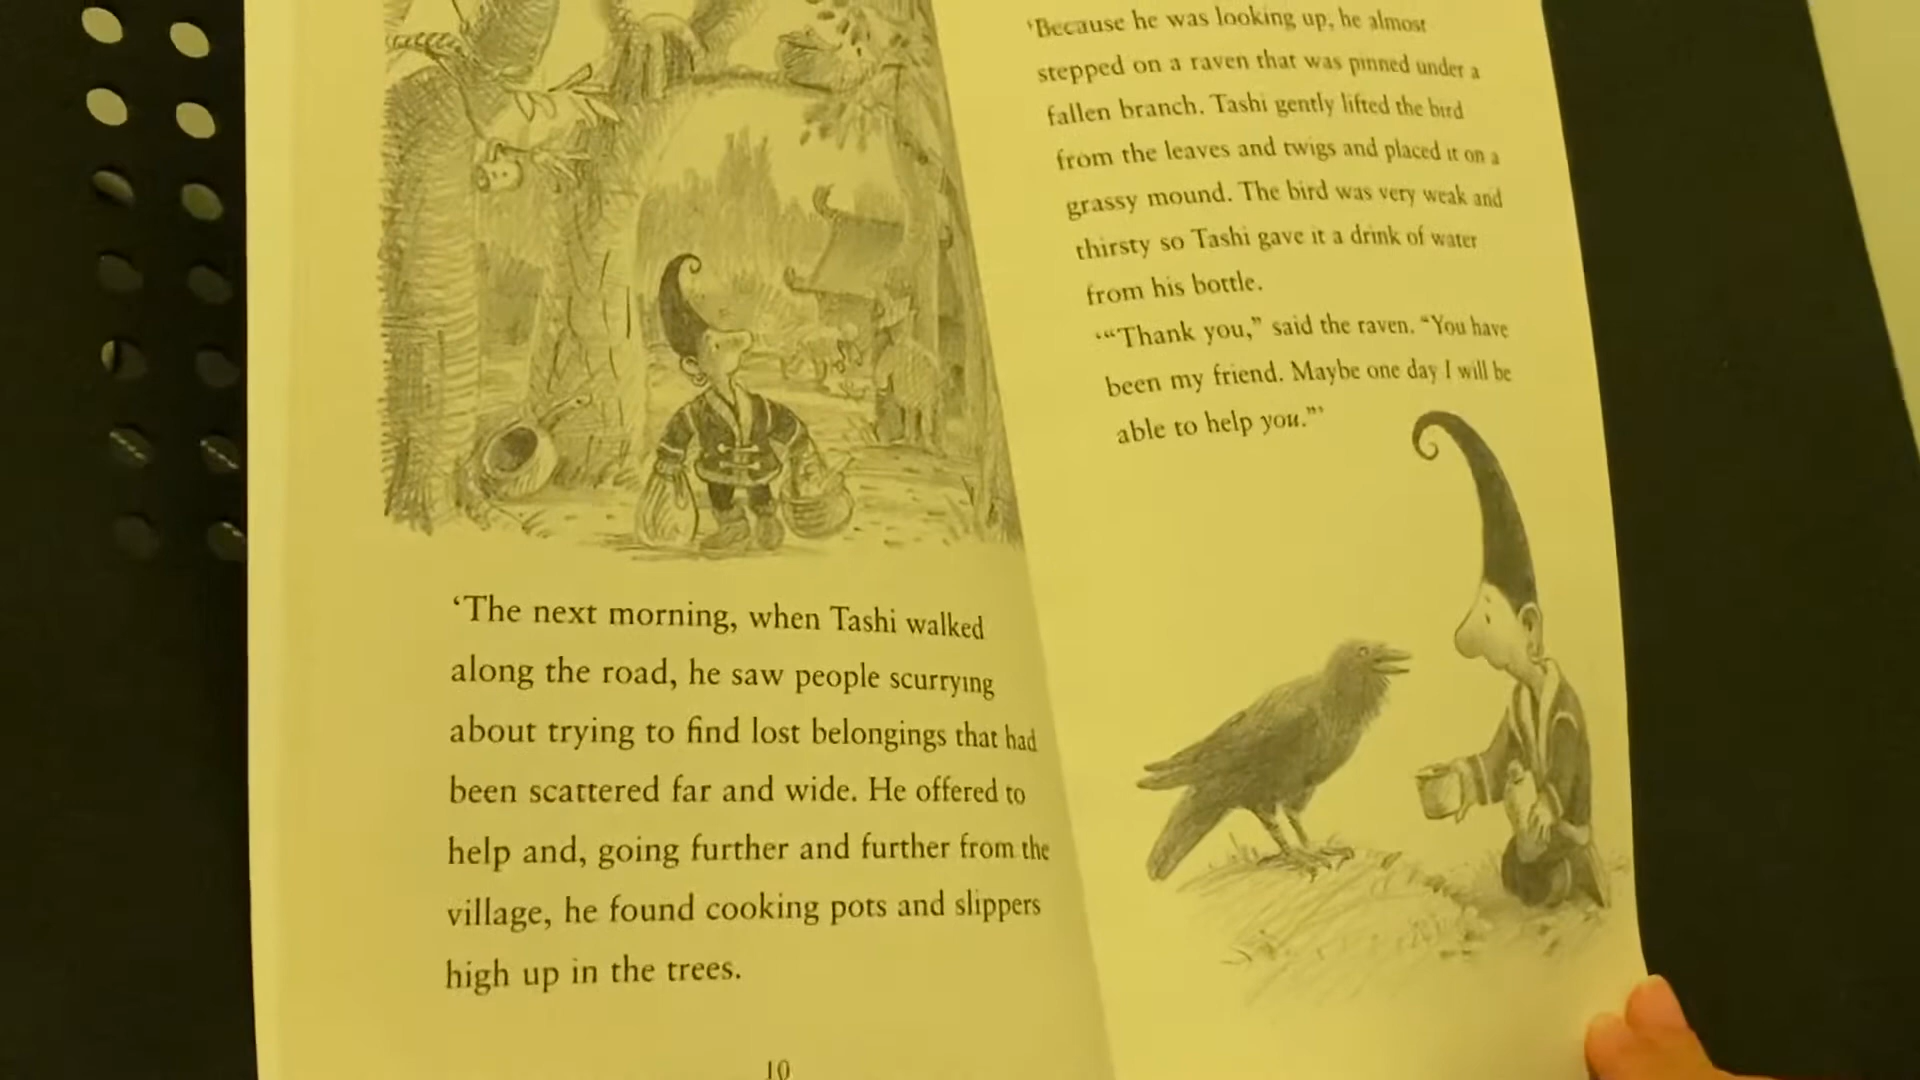 ‘The next morning, when Tashi walked
along the road, he saw people scurrying
about trying to find lost belongings that had
been scattered far and wide. He offered to
help and, going further and further from the
village, he found cooking pots and slippers
high up in the trees.
10
‘Because he was looking up, he almost
stepped on a raven that was pinned under a
fallen branch. Tashi gently lifted the bird
from the leaves and twigs and placed it on a
grassy mound. The bird was very weak and
thirsty so Tashi gave it a drink of water
from his bottle.
‘“Thank you,” said the raven. “You have
been my friend. Maybe one day I will be
able to help you.”’